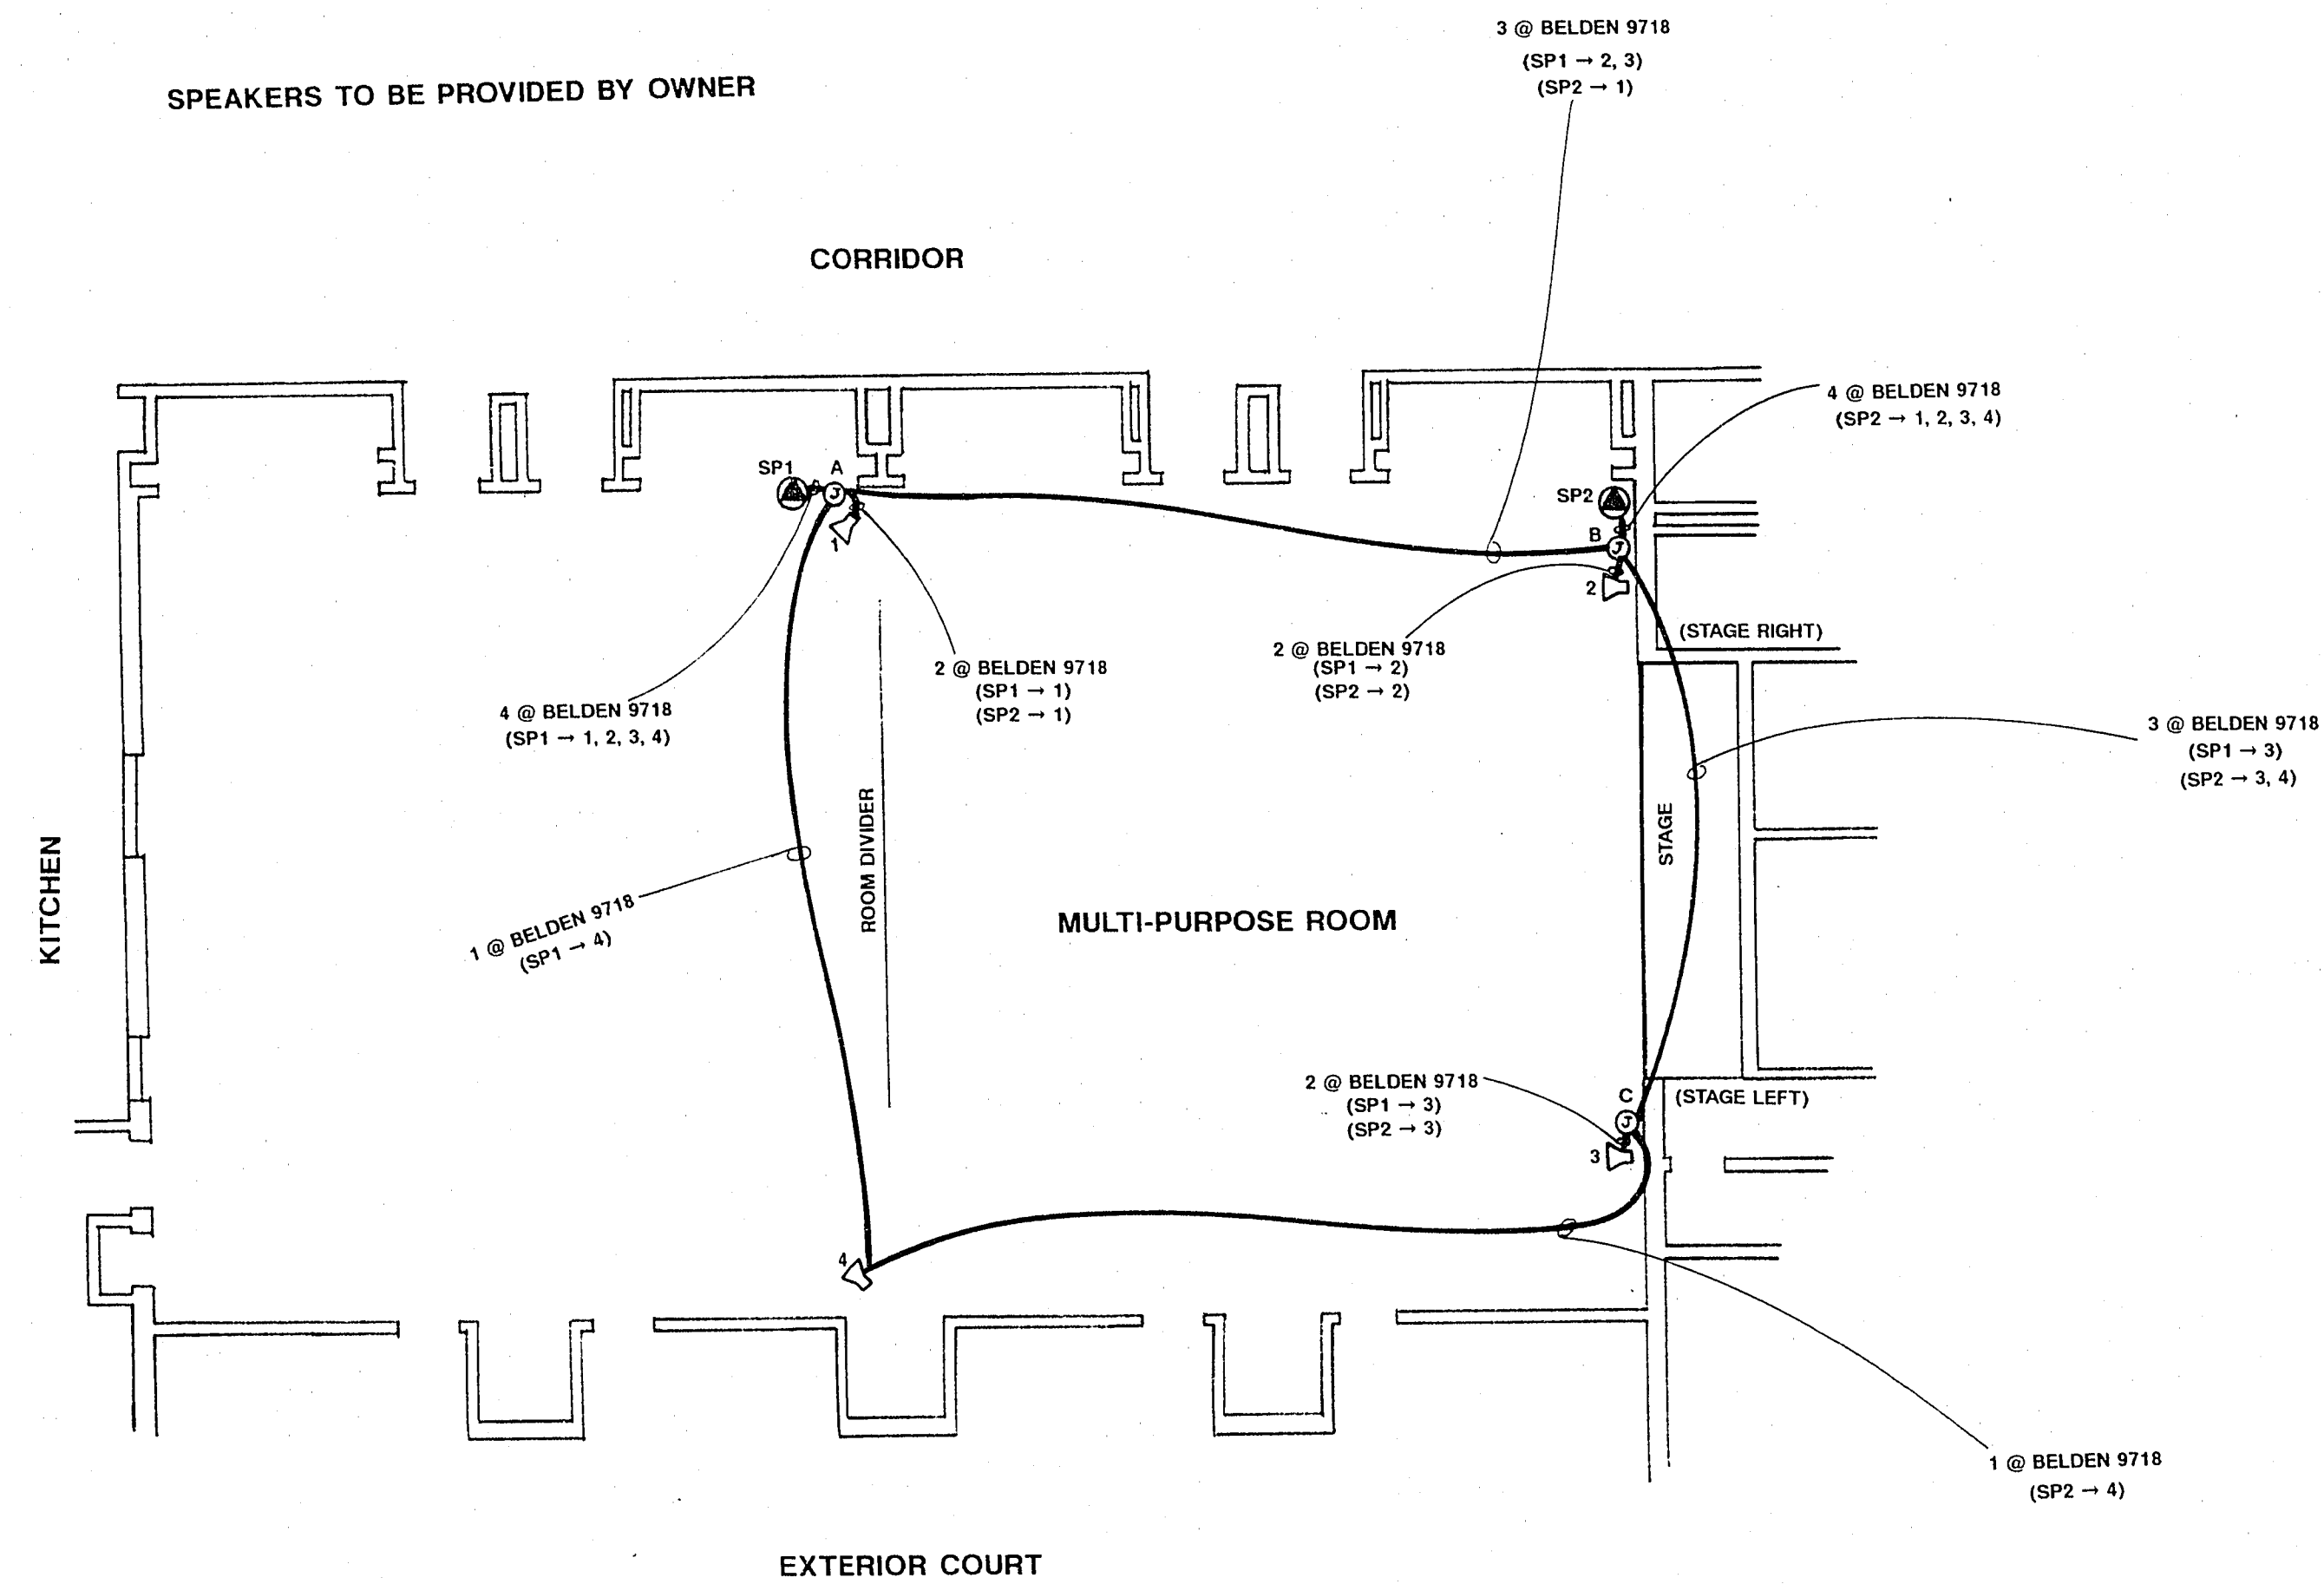 3 @ BELDEN 9718
(SP1 → 2, 3)
(SP2 → 1)
SPEAKERS TO BE PROVIDED BY OWNER
CORRIDOR
4 @ BELDEN 9718
(SP2 → 1, 2, 3, 4)
SP1
A
J
1
SP2
B
J
2
(STAGE RIGHT)
2 @ BELDEN 9718
(SP1 → 1)
(SP2 → 1)
2 @ BELDEN 9718
(SP1 → 2)
(SP2 → 2)
4 @ BELDEN 9718
(SP1 → 1, 2, 3, 4)
3 @ BELDEN 9718
(SP1 → 3)
(SP2 → 3, 4)
STAGE
ROOM DIVIDER
KITCHEN
1 @ BELDEN 9718
(SP1 → 4)
MULTI-PURPOSE ROOM
2 @ BELDEN 9718
(SP1 → 3)
(SP2 → 3)
C
J
3
(STAGE LEFT)
4
1 @ BELDEN 9718
(SP2 → 4)
EXTERIOR COURT